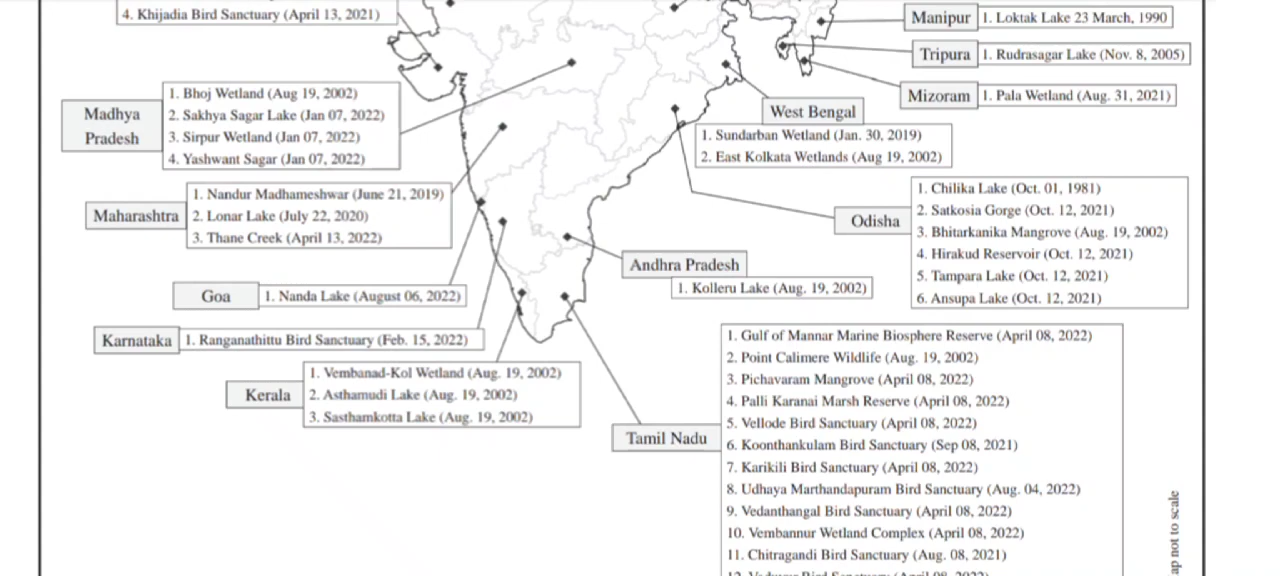 4. Khijadia Bird Sanctuary (April 13, 2021)
Manipur
1. Loktak Lake 23 March, 1990
Tripura
1. Rudrasagar Lake (Nov. 8, 2005)
Mizoram
1. Pala Wetland (Aug. 31, 2021)
Madhya
Pradesh
1. Bhoj Wetland (Aug 19, 2002)
2. Sakhya Sagar Lake (Jan 07, 2022)
3. Sirpur Wetland (Jan 07, 2022)
4. Yashwant Sagar (Jan 07, 2022)
West Bengal
1. Sundarban Wetland (Jan. 30, 2019)
2. East Kolkata Wetlands (Aug 19, 2002)
Maharashtra
1. Nandur Madhameshwar (June 21, 2019)
2. Lonar Lake (July 22, 2020)
3. Thane Creek (April 13, 2022)
Odisha
1. Chilika Lake (Oct. 01, 1981)
2. Satkosia Gorge (Oct. 12, 2021)
3. Bhitarkanika Mangrove (Aug. 19, 2002)
4. Hirakud Reservoir (Oct. 12, 2021)
5. Tampara Lake (Oct. 12, 2021)
6. Ansupa Lake (Oct. 12, 2021)
Andhra Pradesh
1. Kolleru Lake (Aug. 19, 2002)
Goa
1. Nanda Lake (August 06, 2022)
Karnataka
1. Ranganathittu Bird Sanctuary (Feb. 15, 2022)
Kerala
1. Vembanad-Kol Wetland (Aug. 19, 2002)
2. Asthamudi Lake (Aug. 19, 2002)
3. Sasthamkotta Lake (Aug. 19, 2002)
Tamil Nadu
1. Gulf of Mannar Marine Biosphere Reserve (April 08, 2022)
2. Point Calimere Wildlife (Aug. 19, 2002)
3. Pichavaram Mangrove (April 08, 2022)
4. Palli Karanai Marsh Reserve (April 08, 2022)
5. Vellode Bird Sanctuary (April 08, 2022)
6. Koonthankulam Bird Sanctuary (Sep 08, 2021)
7. Karikili Bird Sanctuary (April 08, 2022)
8. Udhaya Marthandapuram Bird Sanctuary (Aug. 04, 2022)
9. Vedanthangal Bird Sanctuary (April 08, 2022)
10. Vembannur Wetland Complex (April 08, 2022)
11. Chitragandi Bird Sanctuary (Aug. 08, 2021)
ap not to scale